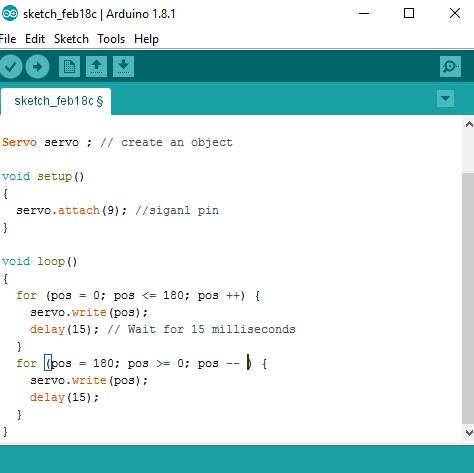 sketch_feb18c | Arduino 1.8.1
File Edit Sketch Tools Help
sketch_feb18c §
Servo servo ; // create an object
void setup()
{
servo.attach(9); //siganl pin
}
void loop()
{
for (pos = 0; pos <= 180; pos ++) {
servo.write(pos);
delay(15); // Wait for 15 milliseconds
}
for (pos = 180; pos >= 0; pos -- ) {
servo.write(pos);
delay(15);
}
}